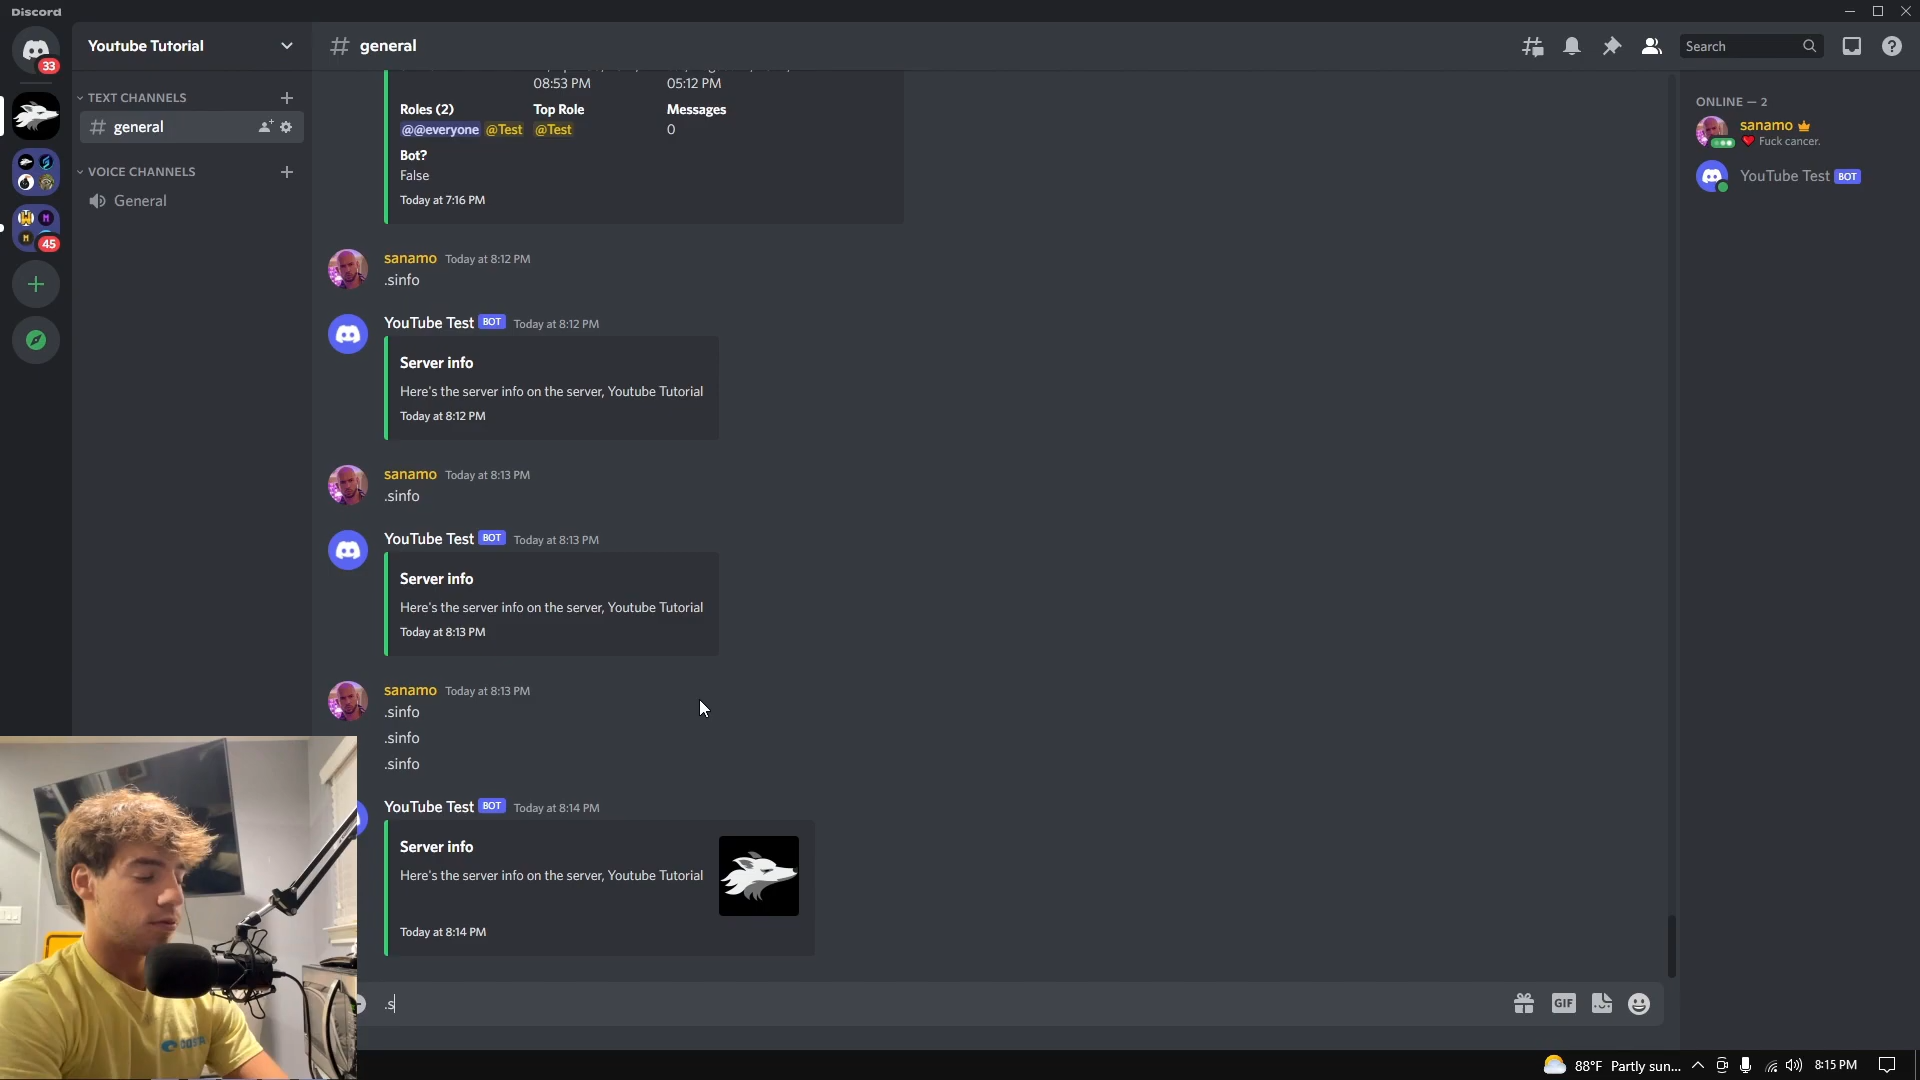 Discord
33
Youtube Tutorial
general
Search
TEXT CHANNELS
general
VOICE CHANNELS
General
45
08:53 PM 05:12 PM
Roles (2) Top Role Messages
@@everyone @Test @Test 0
Bot?
False
Today at 7:16 PM
sanamo Today at 8:12 PM
.sinfo
YouTube Test BOT Today at 8:12 PM
Server info
Here's the server info on the server, Youtube Tutorial
Today at 8:12 PM
sanamo Today at 8:13 PM
.sinfo
YouTube Test BOT Today at 8:13 PM
Server info
Here's the server info on the server, Youtube Tutorial
Today at 8:13 PM
sanamo Today at 8:13 PM
.sinfo
.sinfo
.sinfo
YouTube Test BOT Today at 8:14 PM
Server info
Here's the server info on the server, Youtube Tutorial
Today at 8:14 PM
.s
GIF
ONLINE — 2
sanamo
Fuck cancer.
YouTube Test BOT
88°F Partly sun... 8:15 PM